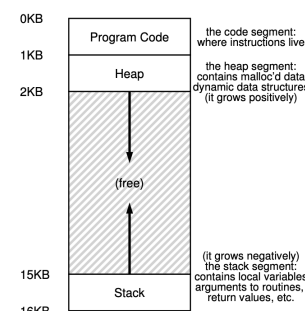 0KB
Program Code
the code segment:
where instructions live
1KB
Heap
the heap segment:
contains malloc'd data
dynamic data structures
(it grows positively)
2KB
(free)
(it grows negatively)
the stack segment:
contains local variables
arguments to routines,
return values, etc.
15KB
Stack
16KB